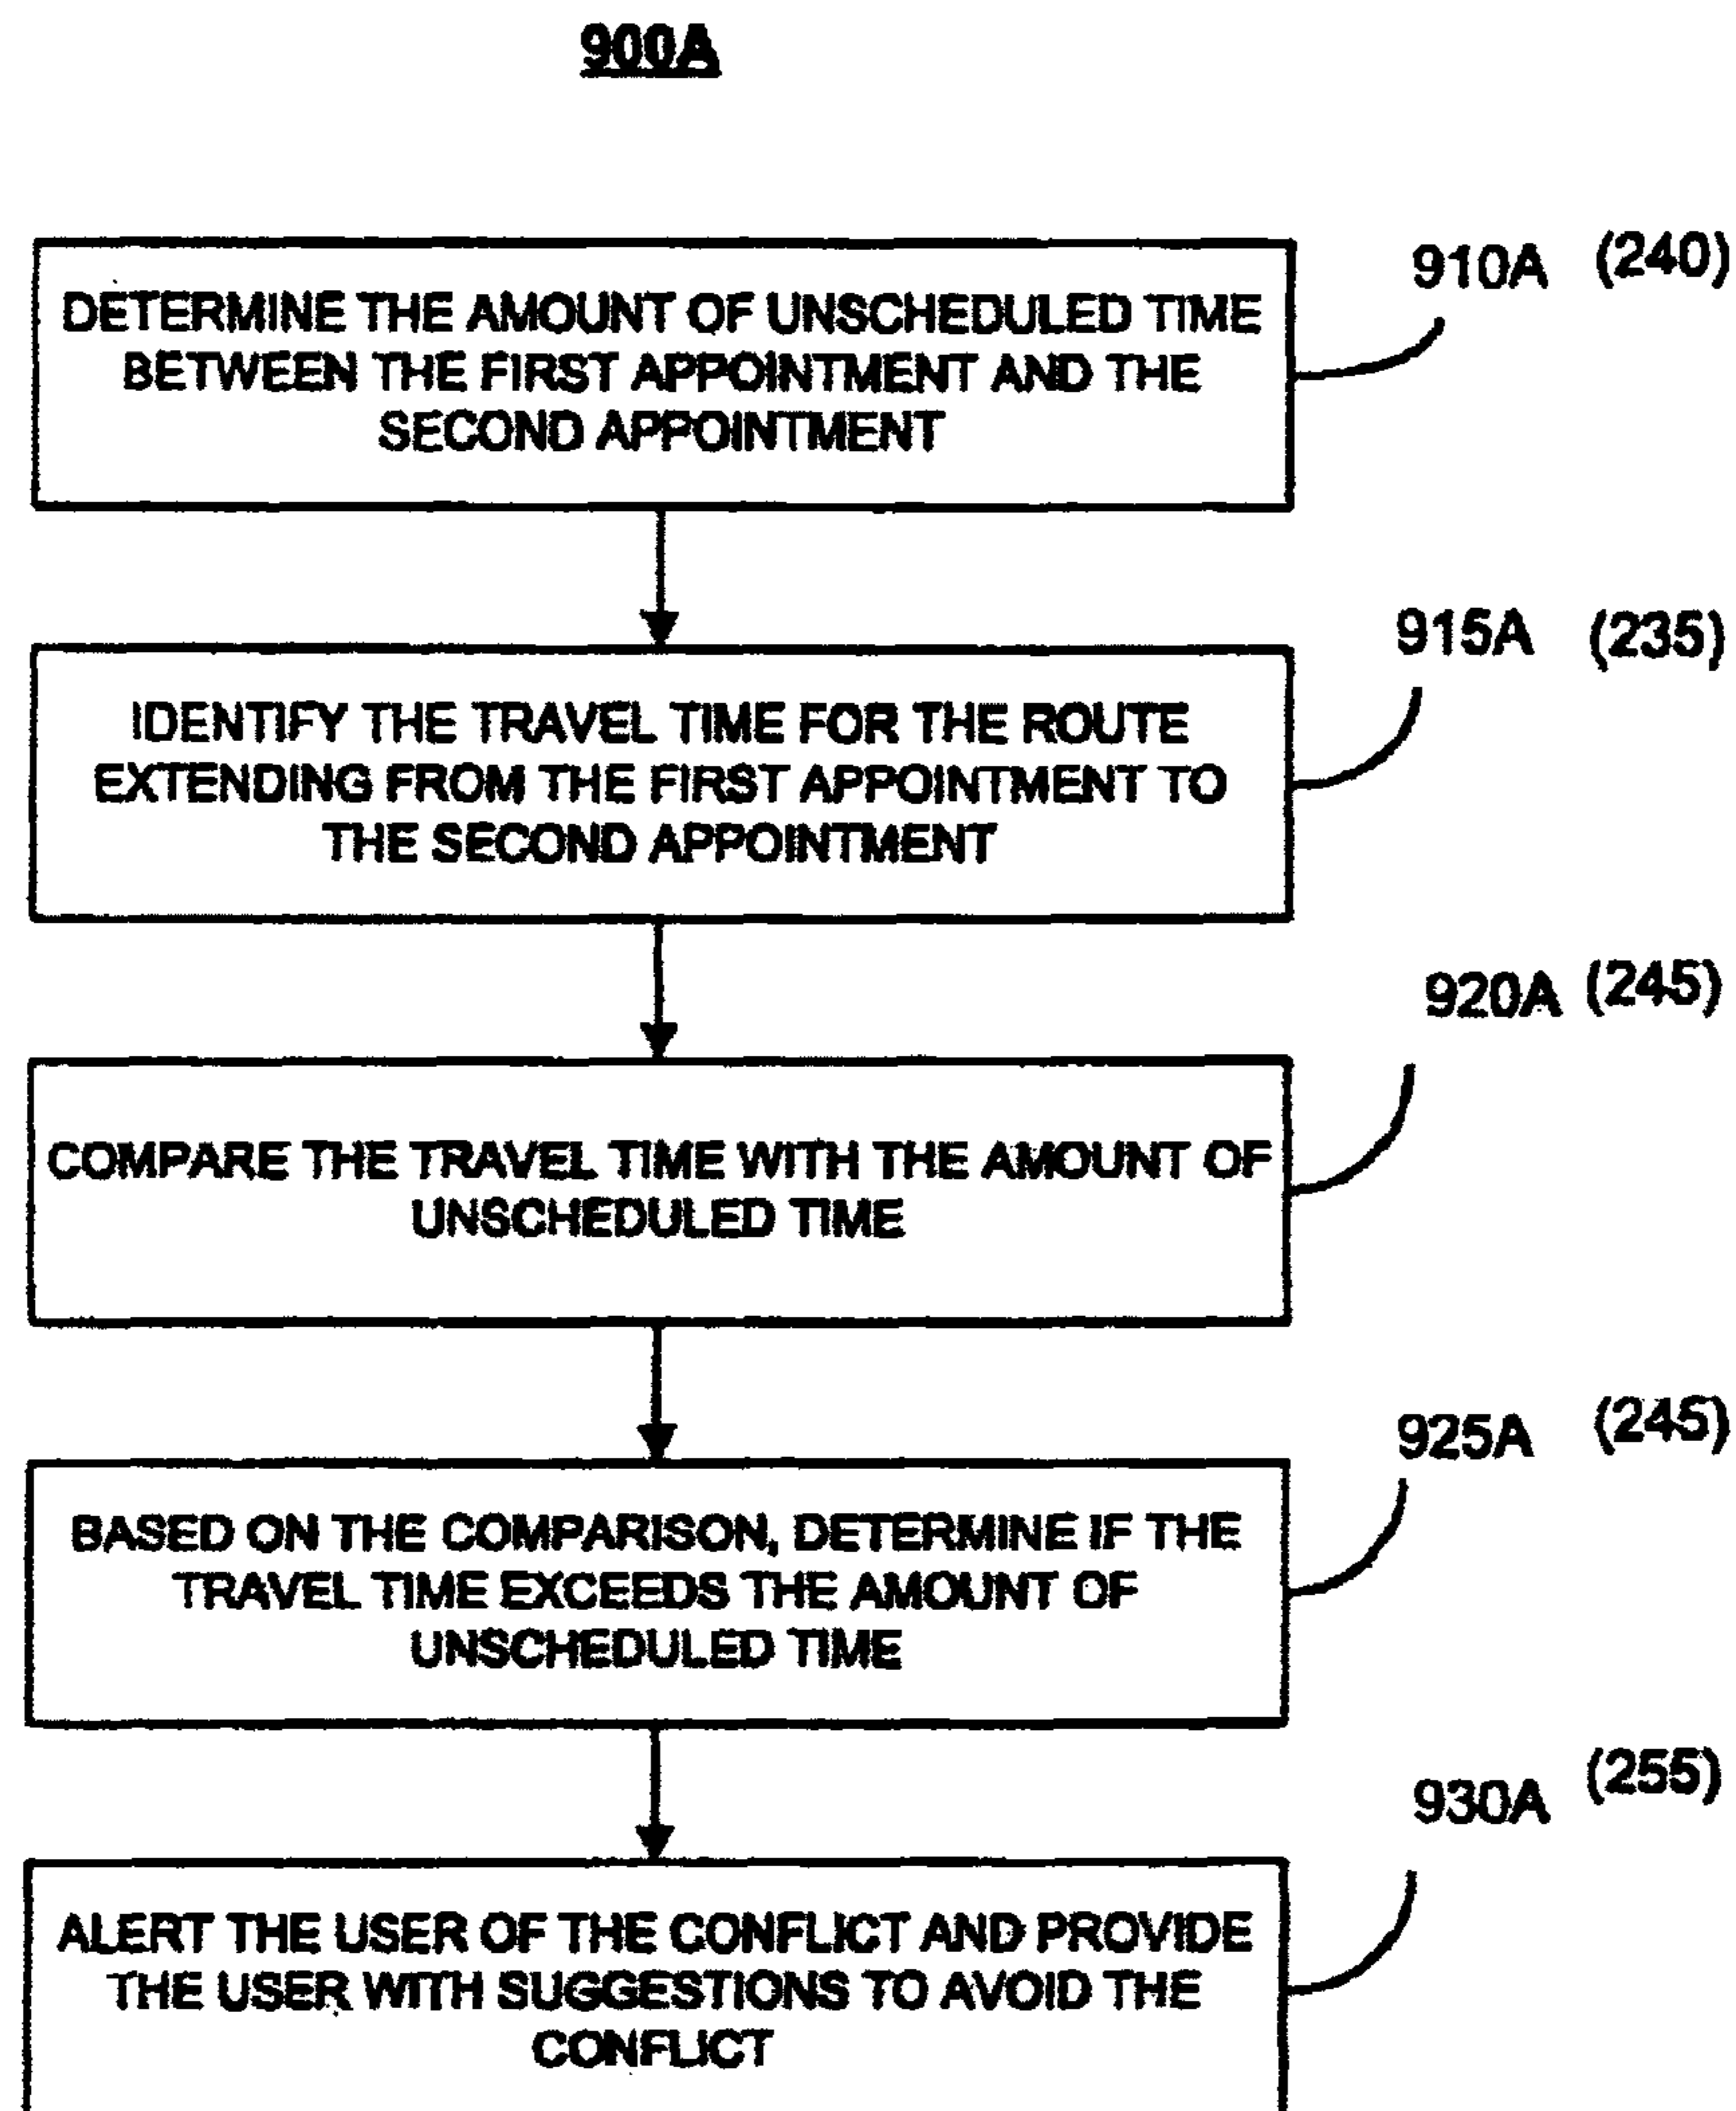 900A
DETERMINE THE AMOUNT OF UNSCHEDULED TIME
BETWEEN THE FIRST APPOINTMENT AND THE
SECOND APPOINTMENT
910A (240)
IDENTIFY THE TRAVEL TIME FOR THE ROUTE
EXTENDING FROM THE FIRST APPOINTMENT TO
THE SECOND APPOINTMENT
915A (235)
COMPARE THE TRAVEL TIME WITH THE AMOUNT OF
UNSCHEDULED TIME
920A (245)
BASED ON THE COMPARISON, DETERMINE IF THE
TRAVEL TIME EXCEEDS THE AMOUNT OF
UNSCHEDULED TIME
925A (245)
ALERT THE USER OF THE CONFLICT AND PROVIDE
THE USER WITH SUGGESTIONS TO AVOID THE
CONFLICT
930A (255)